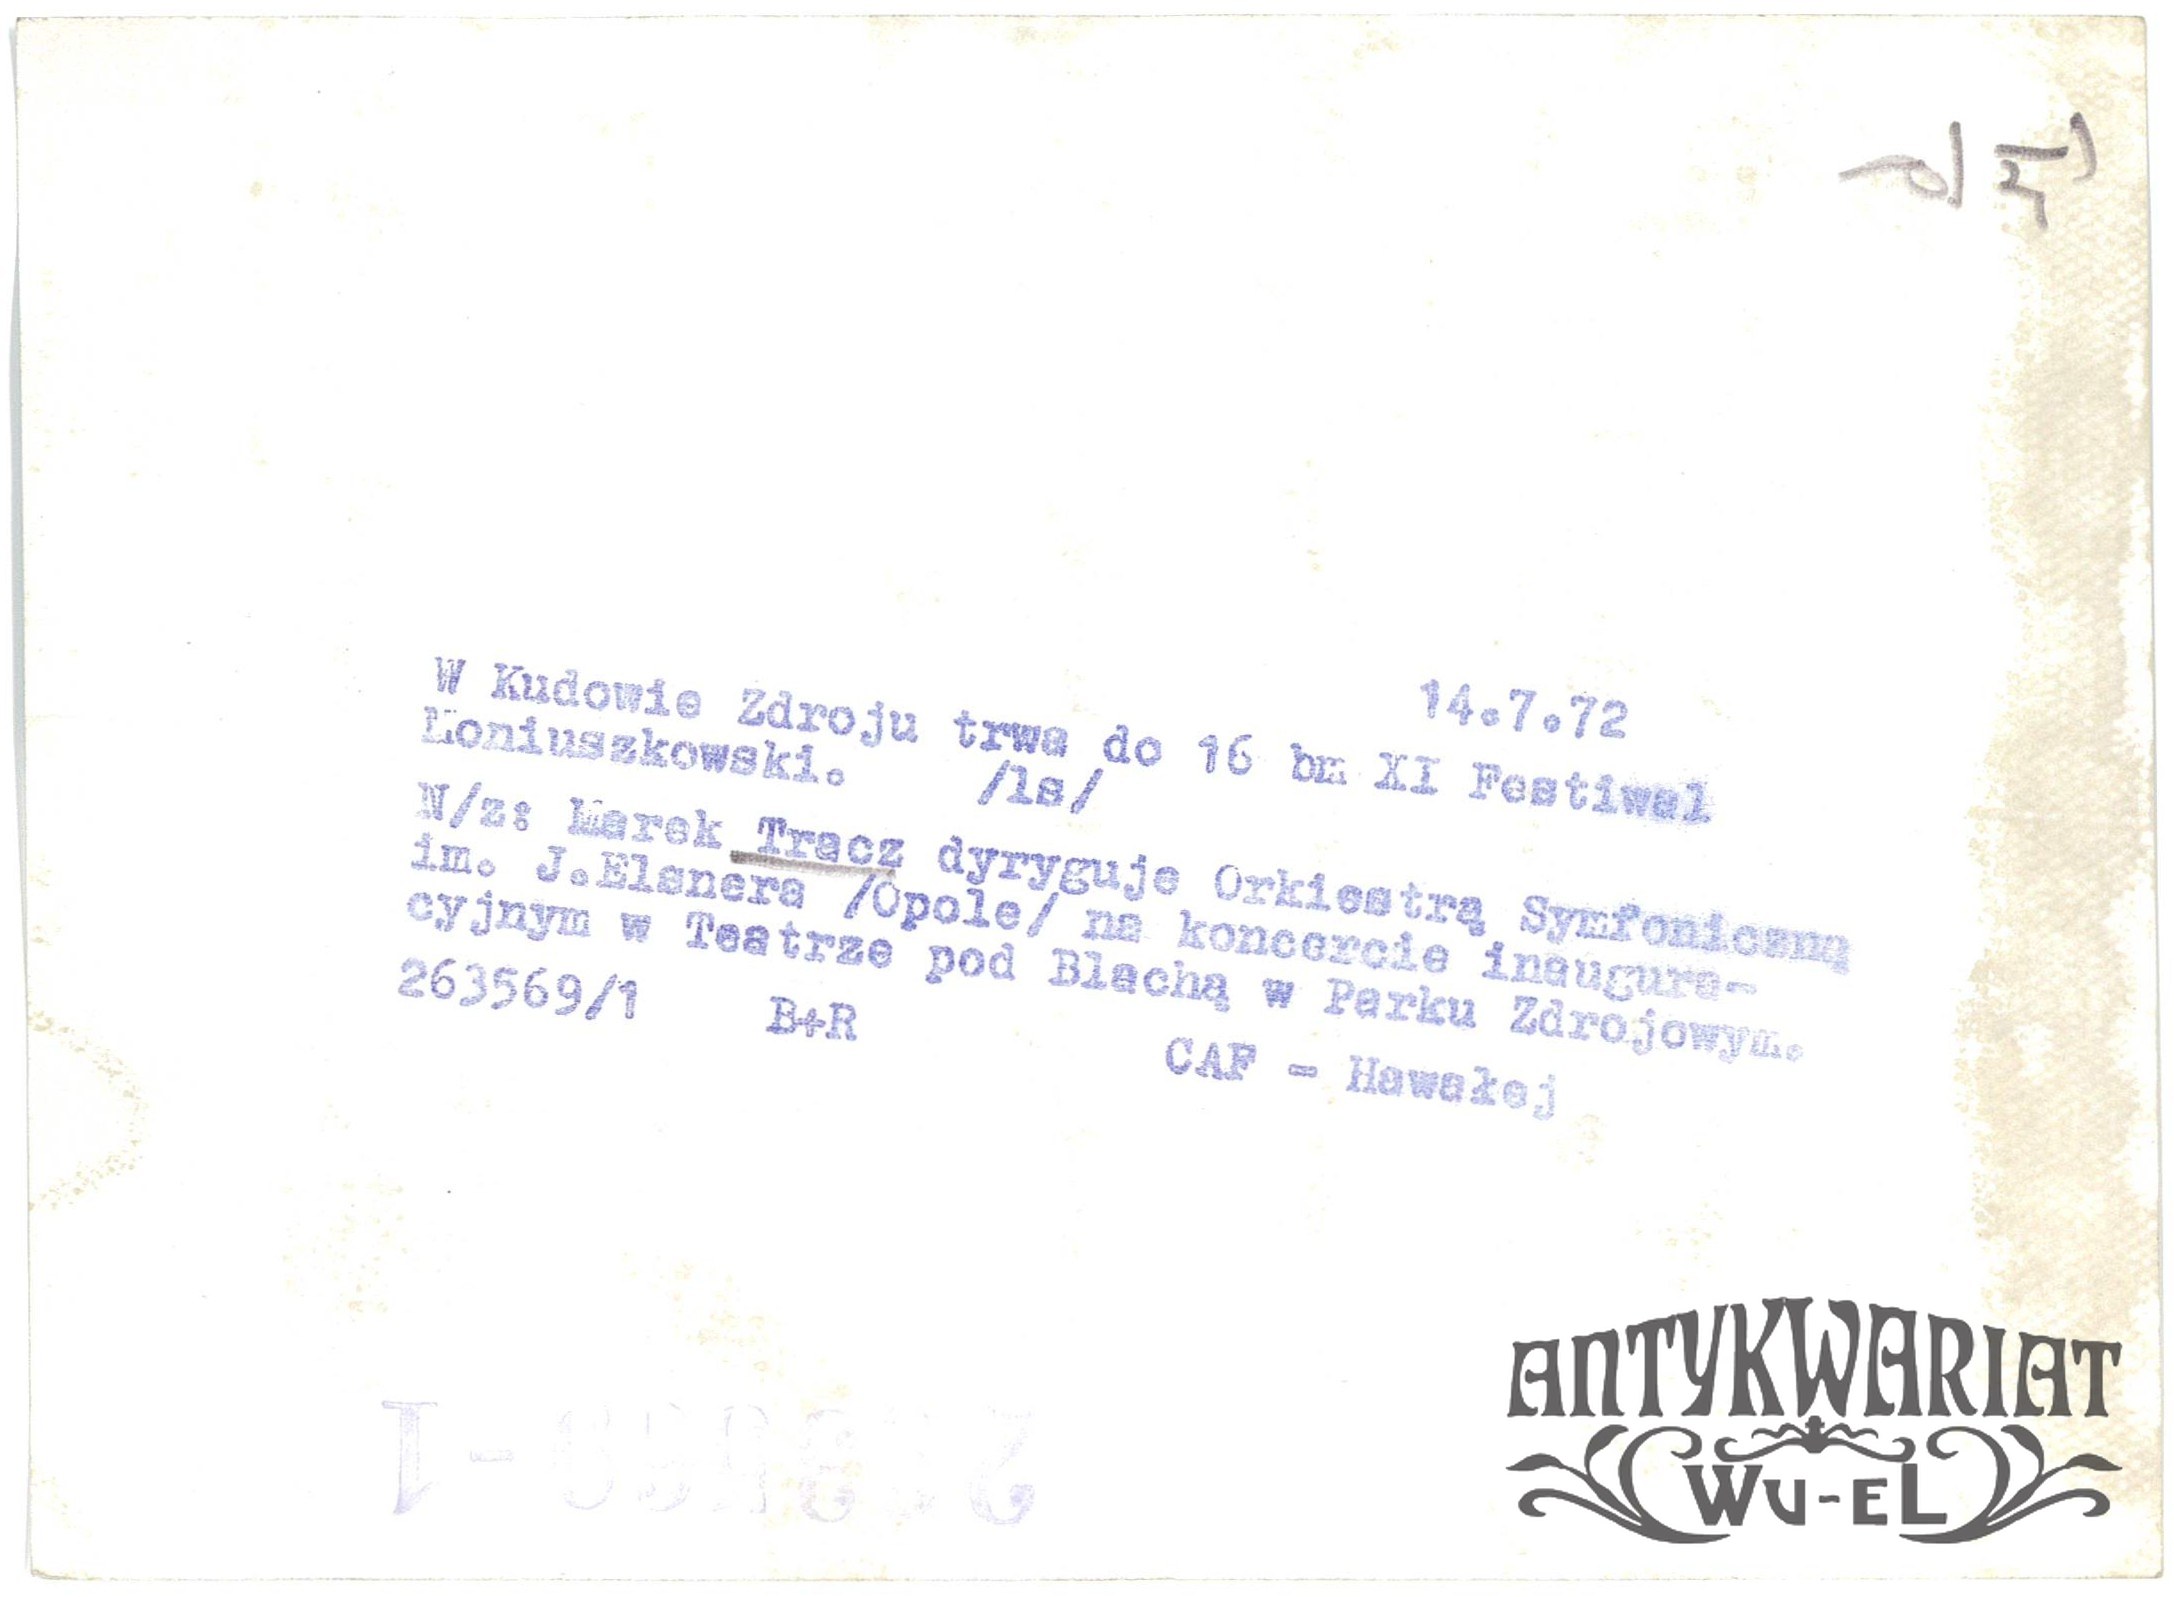 14.7.72
W Kudowie Zdroju trwa do 16 bm XI Festiwal
Moniuszkowski. /ls/
N/z: Marek Tracz dyryguje Orkiestrą Symfoniczną
im. J.Elsnera /Opole/ na koncercie inaugura-
cyjnym w Teatrze pod Blachą w Parku Zdrojowym.
263569/1 B+R
CAF - Hawałej
ANTYKWARIAT
WU-EL